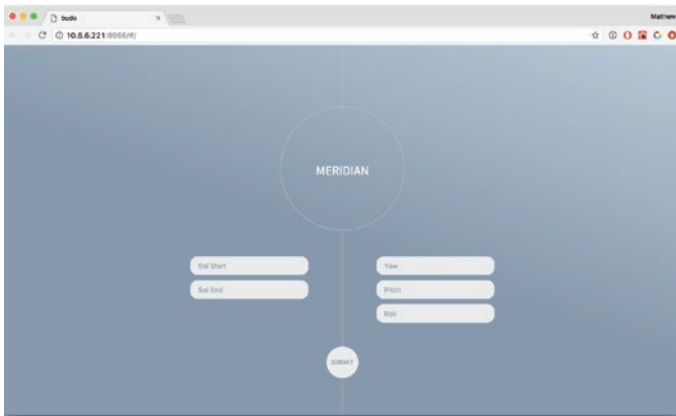 budo
Matthew
10.8.6.221:9966/#/
MERIDIAN
Sol Start
Sol End
Yaw
Pitch
Roll
SUBMIT